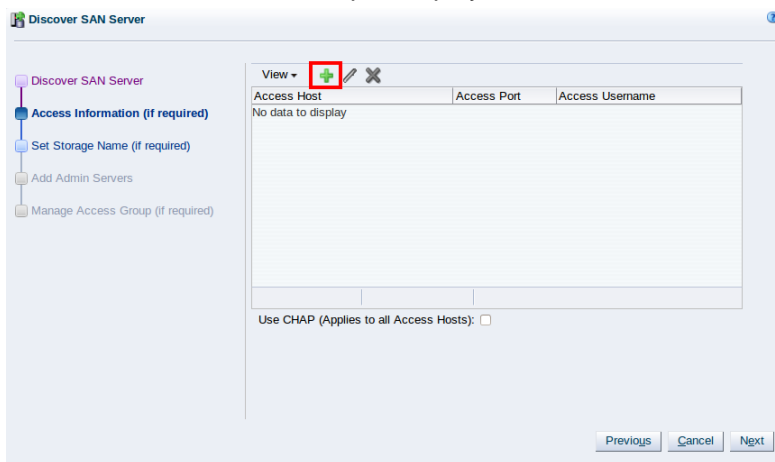 Discover SAN Server
Discover SAN Server
Access Information (if required)
Set Storage Name (if required)
Add Admin Servers
Manage Access Group (if required)
View
Access Host Access Port Access Username
No data to display
Use CHAP (Applies to all Access Hosts):
Previous Cancel Next